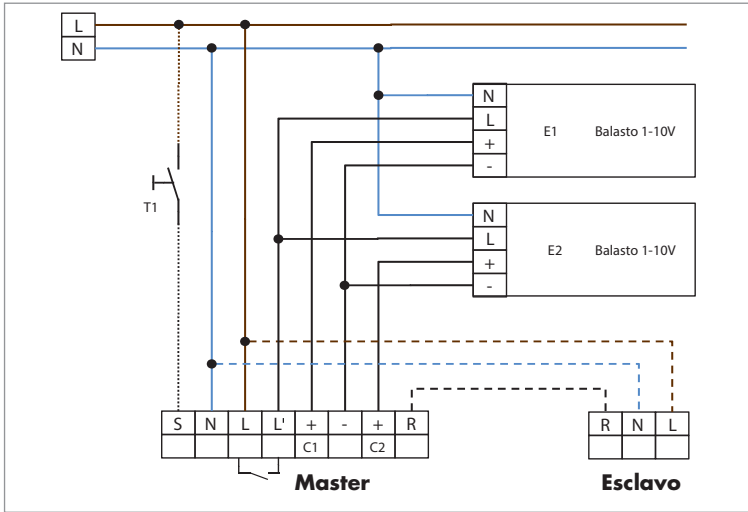 L
N
N
L
+
-
E1 Balasto 1-10V
T1
N
L
+
-
E2 Balasto 1-10V
S N L L' + - + R
C1 C2
R N L
Master
Esclavo